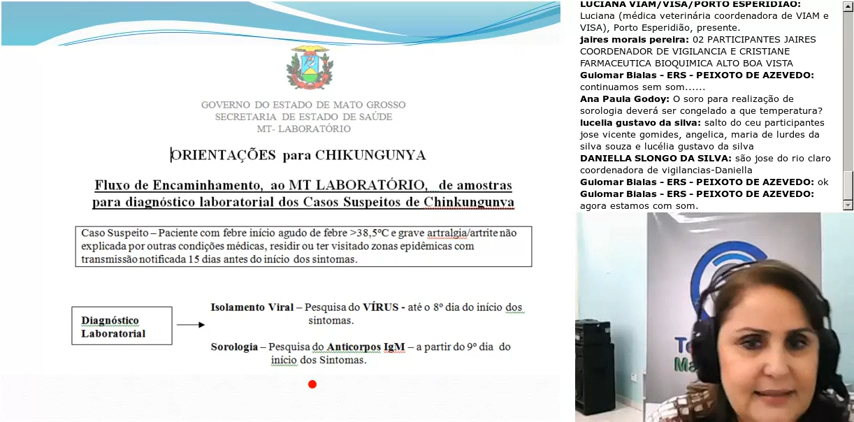 GOVERNO DO ESTADO DE MATO GROSSO
SECRETARIA DE ESTADO DE SAÚDE
MT- LABORATÓRIO
ORIENTAÇÕES para CHIKUNGUNYA
Fluxo de Encaminhamento, ao MT LABORATÓRIO, de amostras
para diagnóstico laboratorial dos Casos Suspeitos de Chinkungunya
Caso Suspeito – Paciente com febre início agudo de febre >38,5ºC e grave artralgia/artrite não
explicada por outras condições médicas, residir ou ter visitado zonas epidêmicas com
transmissão notificada 15 dias antes do início dos sintomas.
Diagnóstico
Laboratorial
Isolamento Viral – Pesquisa do VÍRUS - até o 8º dia do início dos
sintomas.
Sorologia – Pesquisa do Anticorpos IgM – a partir do 9º dia do
início dos Sintomas.
LUCIANA VIAM/VISA/PORTO ESPERIDIÃO:
Luciana (médica veterinária coordenadora de VIAM e
VISA), Porto Esperidião, presente.
jaires morais pereira: 02 PARTICIPANTES JAIRES
COORDENADOR DE VIGILANCIA E CRISTIANE
FARMACEUTICA BIOQUIMICA ALTO BOA VISTA
Guiomar Bialas - ERS - PEIXOTO DE AZEVEDO:
continuamos sem som......
Ana Paula Godoy: O soro para realização de
sorologia deverá ser congelado a que temperatura?
lucelia gustavo da silva: salto do ceu participantes
jose vicente gomides, angelica, maria de lurdes da
silva souza e lucélia gustavo da silva
DANIELLA SLONGO DA SILVA: são jose do rio claro
coordenadora de vigilancias-Daniella
Guiomar Bialas - ERS - PEIXOTO DE AZEVEDO: ok
Guiomar Bialas - ERS - PEIXOTO DE AZEVEDO:
agora estamos com som.